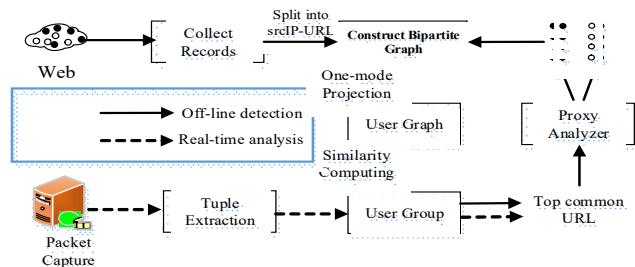 Web
Collect
Records
Split into
srcIP-URL
Construct Bipartite
Graph
One-mode
Projection
Off-line detection
Real-time analysis
User Graph
Proxy
Analyzer
Similarity
Computing
Packet
Capture
Tuple
Extraction
User Group
Top common
URL